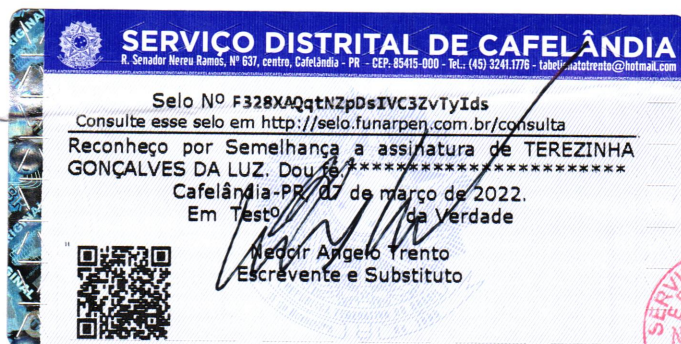 SERVIÇO DISTRITAL DE CAFELÂNDIA
R. Senador Nereu Ramos, Nº 637, centro, Cafelândia - PR - CEP: 85415-000 - Tel.: (45) 3241.1776 - tabelionatotrento@hotmail.com
Selo Nº F328XAQqtNZpDsIVC3ZvTyIds
Consulte esse selo em http://selo.funarpen.com.br/consulta
Reconheço por Semelhança a assinatura de TEREZINHA
GONÇALVES DA LUZ. Dou fé.*************************
Cafelândia-PR, 07 de março de 2022.
Em Testº da Verdade
Neocir Angelo Trento
Escrevente e Substituto